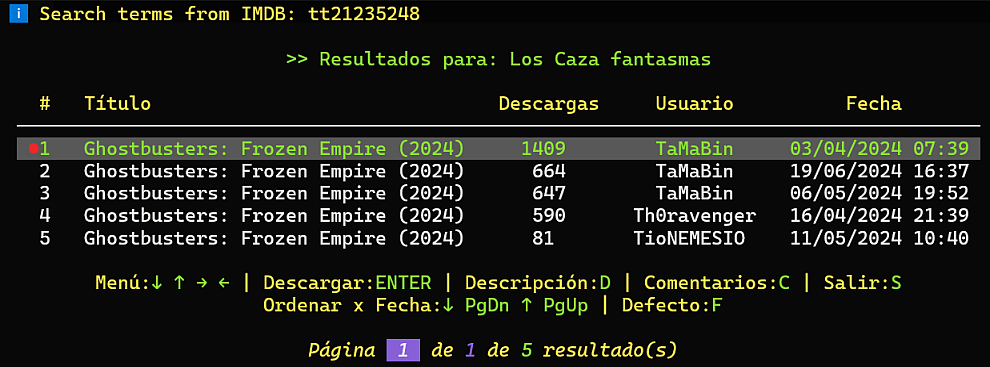 i Search terms from IMDB: tt21235248
>> Resultados para: Los Caza fantasmas
# Título Descargas Usuario Fecha
1 Ghostbusters: Frozen Empire (2024) 1409 TaMaBin 03/04/2024 07:39
2 Ghostbusters: Frozen Empire (2024) 664 TaMaBin 19/06/2024 16:37
3 Ghostbusters: Frozen Empire (2024) 647 TaMaBin 06/05/2024 19:52
4 Ghostbusters: Frozen Empire (2024) 590 Th0ravenger 16/04/2024 21:39
5 Ghostbusters: Frozen Empire (2024) 81 TioNEMESIO 11/05/2024 10:40
Menú:↓ ↑ → ← | Descargar:ENTER | Descripción:D | Comentarios:C | Salir:S
Ordenar x Fecha:↓ PgDn ↑ PgUp | Defecto:F
Página 1 de 1 de 5 resultado(s)